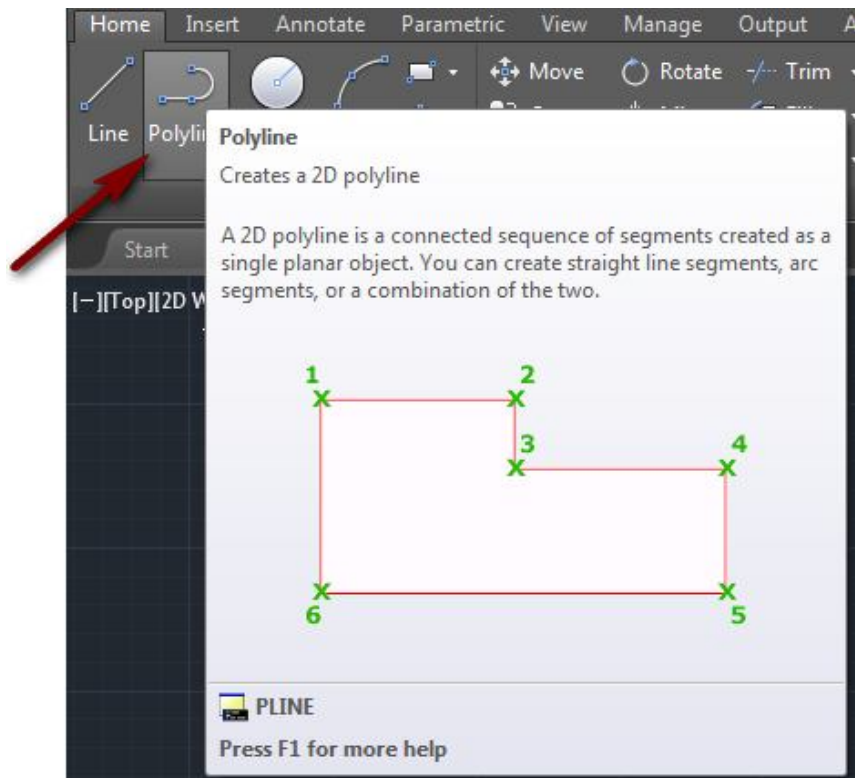 Home Insert Annotate Parametric View Manage Output
Move Rotate Trim
Line
Polyline
Creates a 2D polyline
A 2D polyline is a connected sequence of segments created as a
single planar object. You can create straight line segments, arc
segments, or a combination of the two.
Start
[−][Top][2D W
1 2
3 4
6 5
PLINE
Press F1 for more help